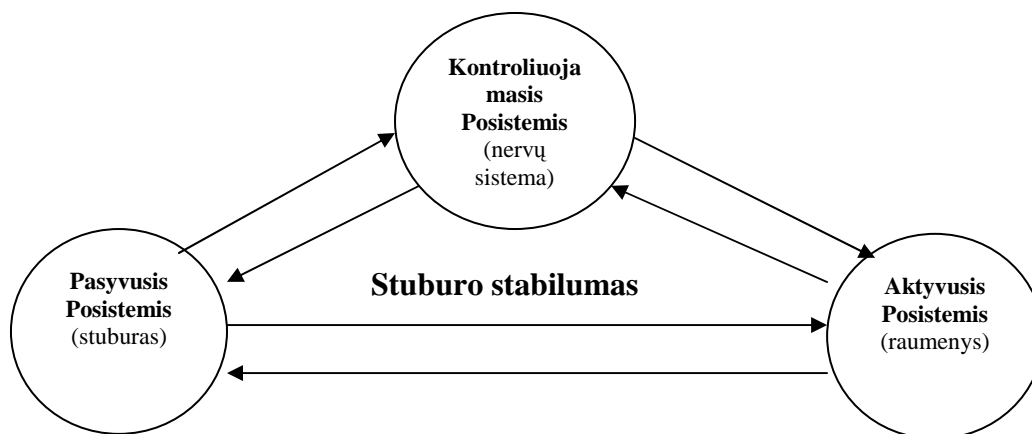 Kontroliuoja
masis
Posistemis
(nervų
sistema)
Stuburo stabilumas
Pasyvusis
Posistemis
(stuburas)
Aktyvusis
Posistemis
(raumenys)